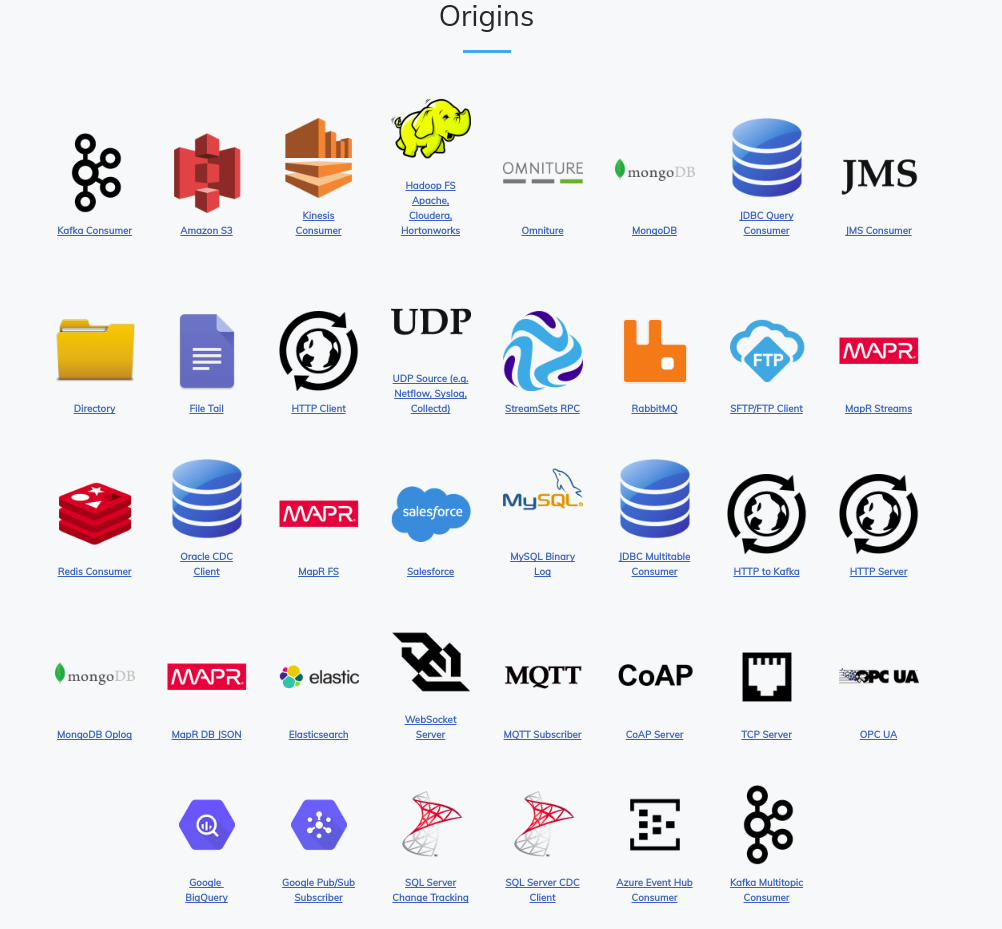 Origins
OMNITURE
mongoDB
JMS
Kafka Consumer
Amazon S3
Kinesis
Consumer
Hadoop FS
Apache,
Cloudera,
Hortonworks
Omniture
MongoDB
JDBC Query
Consumer
JMS Consumer
UDP
FTP
MAPR
Directory
File Tail
HTTP Client
UDP Source (e.g.
Netflow, Syslog,
Collectd)
StreamSets RPC
RabbitMQ
SFTP/FTP Client
MapR Streams
MAPR
salesforce
MySQL
Redis Consumer
Oracle CDC
Client
MapR FS
Salesforce
MySQL Binary
Log
JDBC Multitable
Consumer
HTTP to Kafka
HTTP Server
mongoDB
MAPR
elastic
MQTT
CoAP
OPC UA
MongoDB Oplog
MapR DB JSON
Elasticsearch
WebSocket
Server
MQTT Subscriber
CoAP Server
TCP Server
OPC UA
Google
BigQuery
Google Pub/Sub
Subscriber
SQL Server
Change Tracking
SQL Server CDC
Client
Azure Event Hub
Consumer
Kafka Multitopic
Consumer